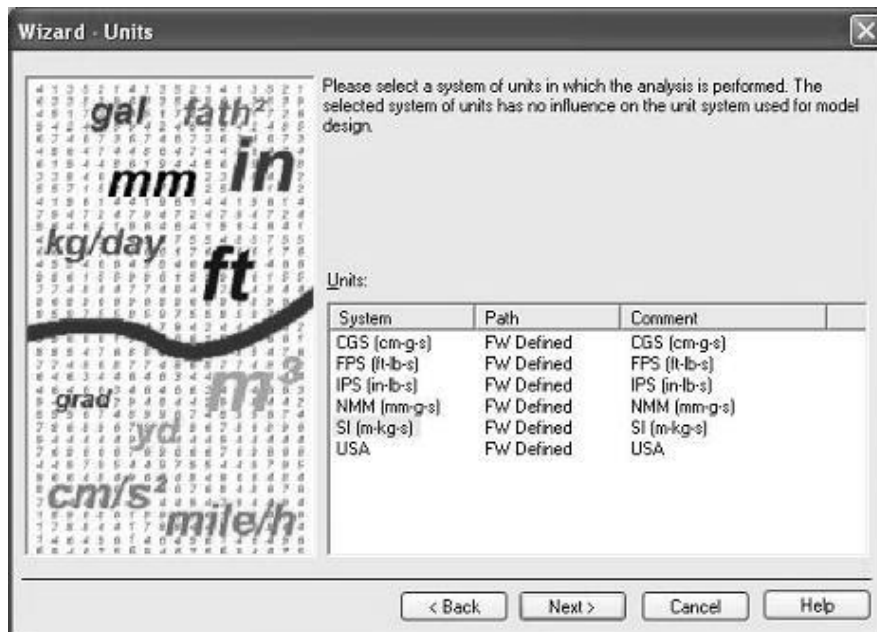 Wizard - Units
gal fath²
mm in
kg/day
ft
m³
grad
yd
cm/s²
mile/h
Please select a system of units in which the analysis is performed. The
selected system of units has no influence on the unit system used for model
design.
Units:
System Path Comment
CGS (cm-g-s) FW Defined CGS (cm-g-s)
FPS (ft-lb-s) FW Defined FPS (ft-lb-s)
IPS (in-lb-s) FW Defined IPS (in-lb-s)
NMM (mm-g-s) FW Defined NMM (mm-g-s)
SI (m-kg-s) FW Defined SI (m-kg-s)
USA FW Defined USA
< Back Next > Cancel Help